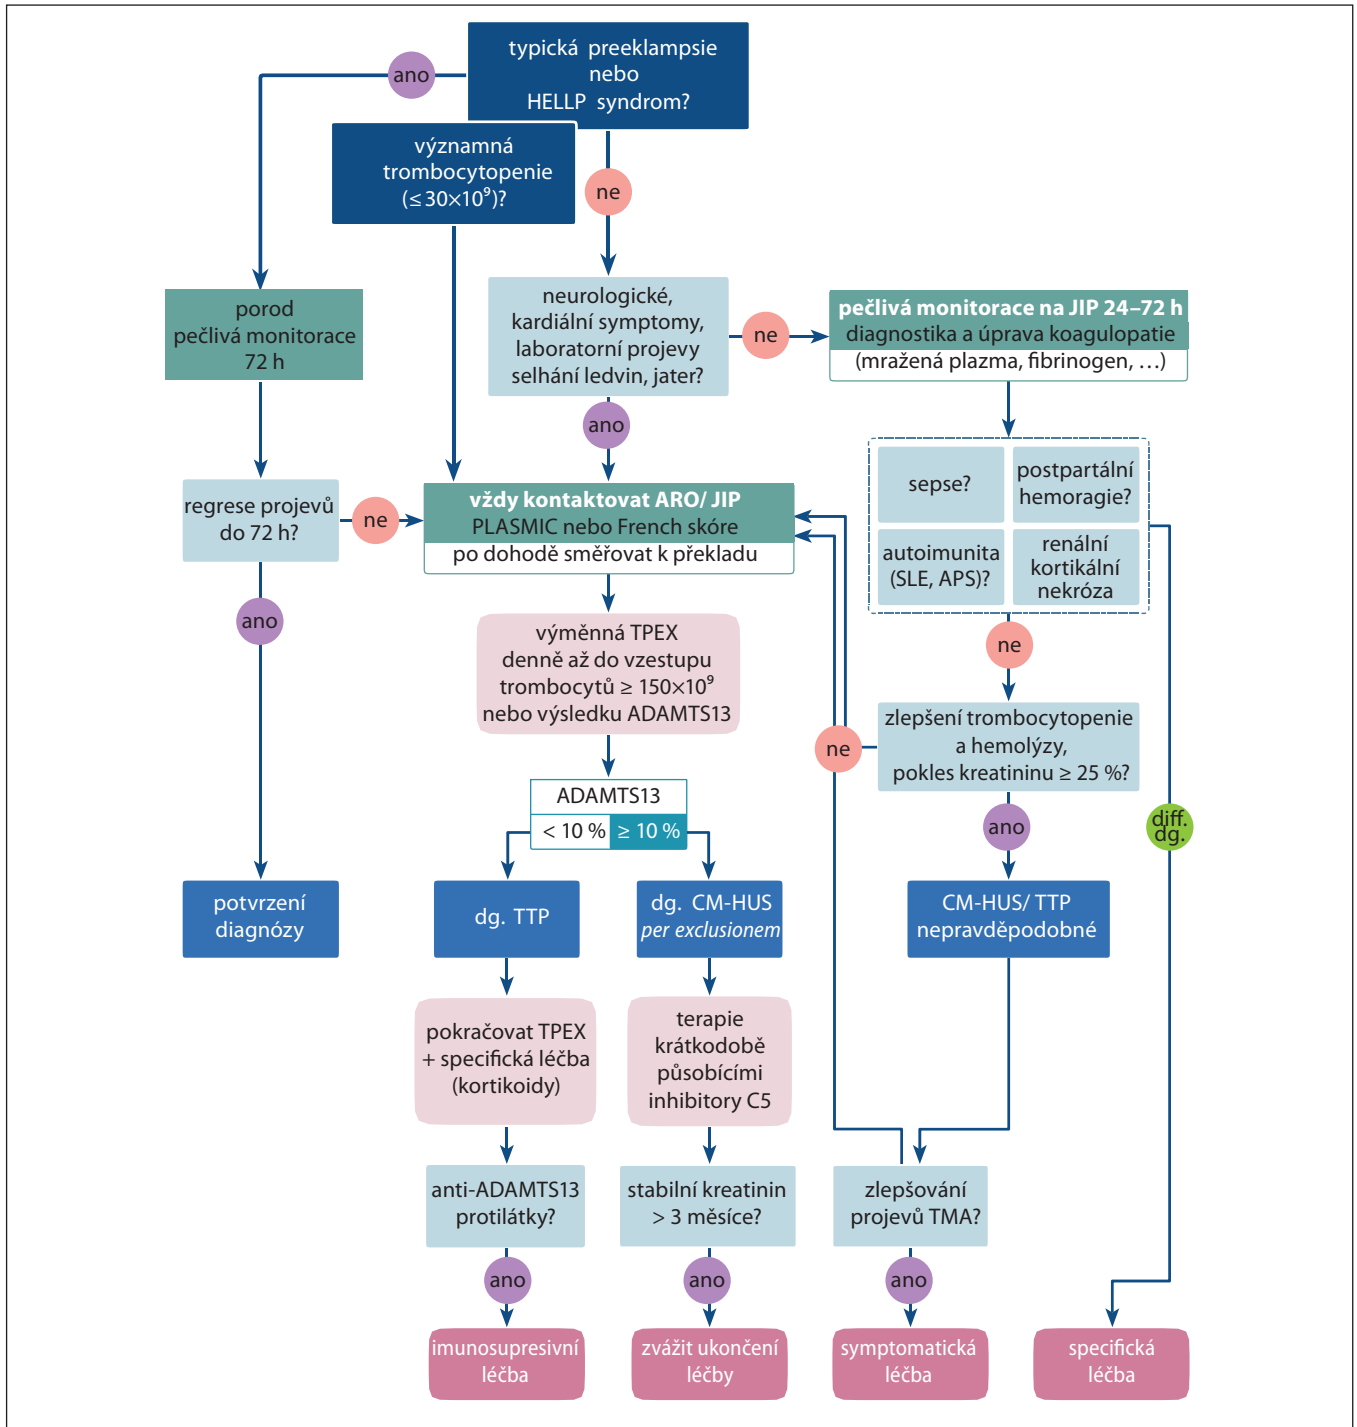 typická preeklampsie
nebo
HELLP syndrom?
ano
významná
trombocytopenie
(≤ 30×10⁹)?
ne
porod
pečlivá monitorace
72 h
neurologické,
kardiální symptomy,
laboratorní projevy
selhání ledvin, jater?
ne
pečlivá monitorace na JIP 24–72 h
diagnostika a úprava koagulopatie
(mražená plazma, fibrinogen, …)
ano
regrese projevů
do 72 h?
ne
vždy kontaktovat ARO/ JIP
PLASMIC nebo French skóre
po dohodě směřovat k překladu
sepse?
postpartální
hemoragie?
autoimunita
(SLE, APS)?
renální
kortikální
nekróza
ano
výměnná TPEX
denně až do vzestupu
trombocytů ≥ 150×10⁹
nebo výsledku ADAMTS13
ne
ne
zlepšení trombocytopenie
a hemolýzy,
pokles kreatininu ≥ 25 %?
ADAMTS13
< 10 %
≥ 10 %
ano
diff.
dg.
potvrzení
diagnózy
dg. TTP
dg. CM-HUS
per exclusionem
CM-HUS/ TTP
nepravděpodobné
pokračovat TPEX
+ specifická léčba
(kortikoidy)
terapie
krátkodobě
působícími
inhibitory C5
anti-ADAMTS13
protilátky?
stabilní kreatinin
> 3 měsíce?
zlepšování
projevů TMA?
ano
ano
ano
imunosupresivní
léčba
zvážit ukončení
léčby
symptomatická
léčba
specifická
léčba